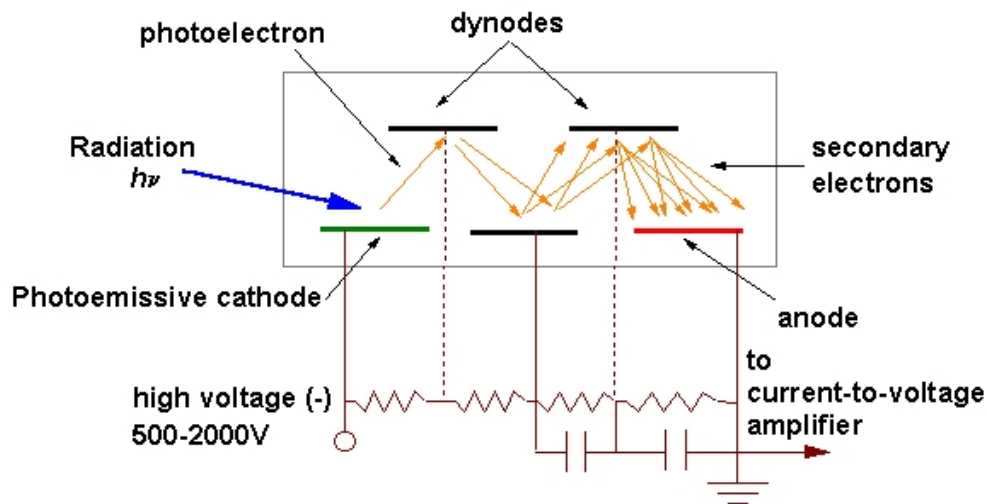 photoelectron
dynodes
Radiation
hν
secondary
electrons
Photoemissive cathode
anode
to
current-to-voltage
amplifier
high voltage (-)
500-2000V